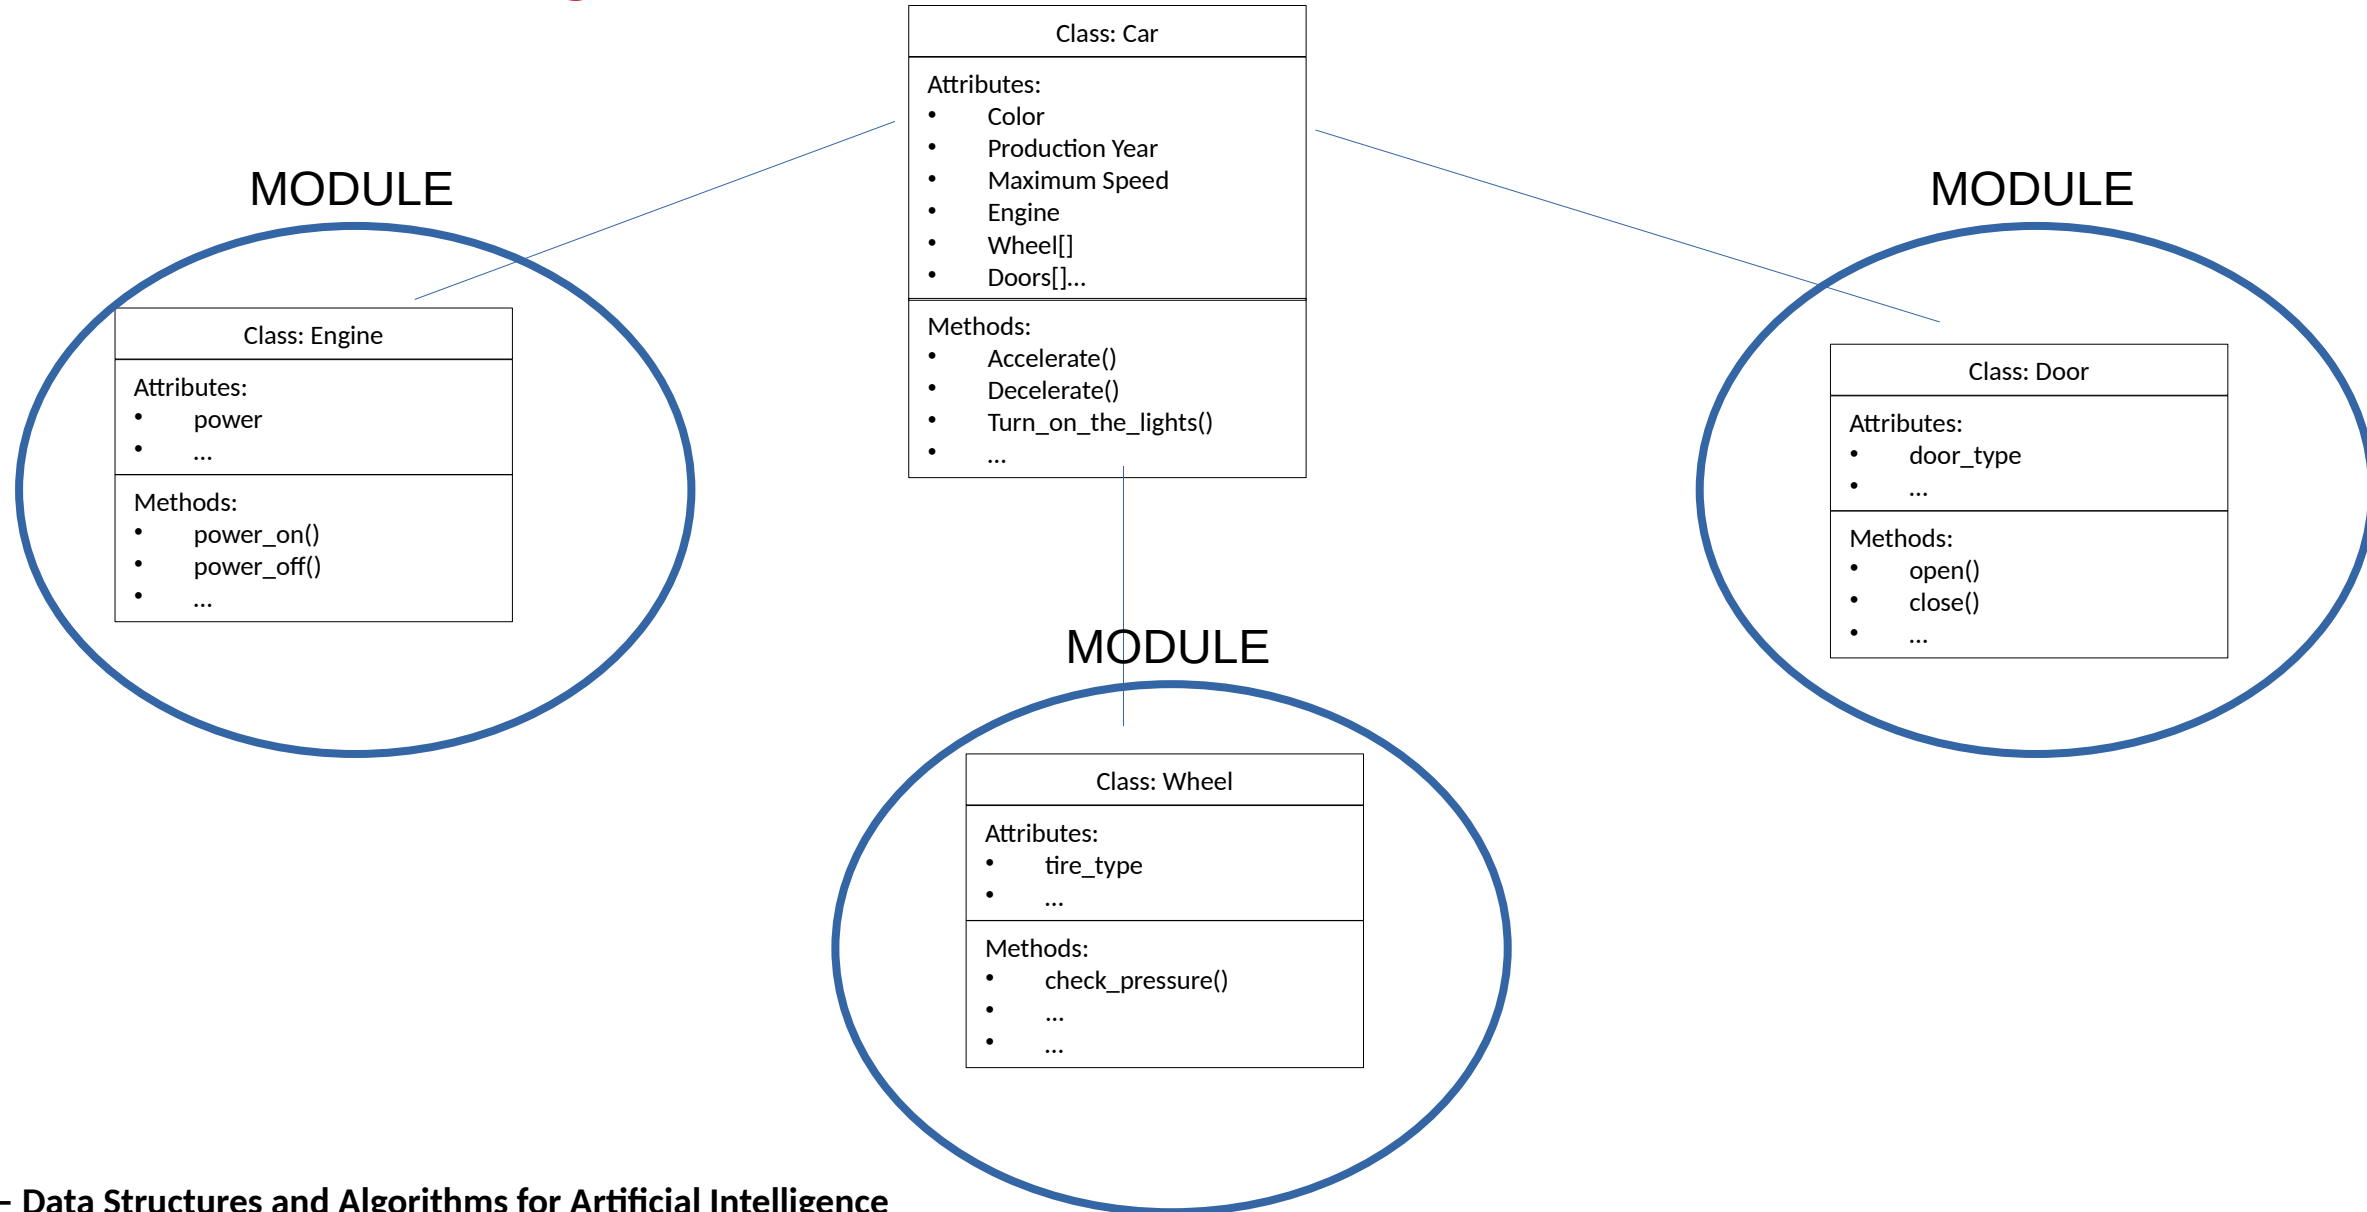 Class: Car
Attributes:
• Color
• Production Year
• Maximum Speed
• Engine
• Wheel[]
• Doors[]...
Methods:
• Accelerate()
• Decelerate()
• Turn_on_the_lights()
• ...
MODULE
Class: Engine
Attributes:
• power
• ...
Methods:
• power_on()
• power_off()
• ...
MODULE
Class: Door
Attributes:
• door_type
• ...
Methods:
• open()
• close()
• ...
MODULE
Class: Wheel
Attributes:
• tire_type
• ...
Methods:
• check_pressure()
• ...
• ...
– Data Structures and Algorithms for Artificial Intelligence